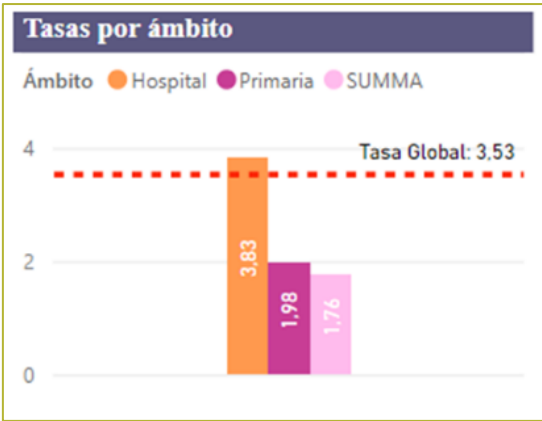 Tasas por ámbito
Ámbito Hospital Primaria SUMMA
4
Tasa Global: 3,53
2
0
3,83
1,98
1,76